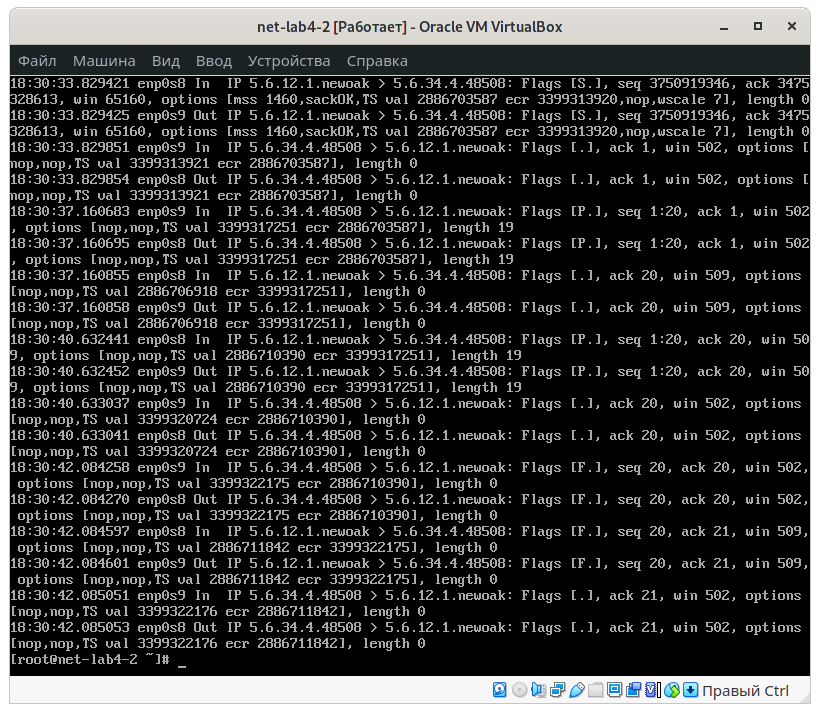 net-lab4-2 [Работает] - Oracle VM VirtualBox
Файл Машина Вид Ввод Устройства Справка
18:30:33.829421 enp0s8 In  IP 5.6.12.1.newoak > 5.6.34.4.48508: Flags [S.], seq 3750919346, ack 3475
328613, win 65160, options [mss 1460,sackOK,TS val 2886703587 ecr 3399313920,nop,wscale 7], length 0
18:30:33.829425 enp0s9 Out IP 5.6.12.1.newoak > 5.6.34.4.48508: Flags [S.], seq 3750919346, ack 3475
328613, win 65160, options [mss 1460,sackOK,TS val 2886703587 ecr 3399313920,nop,wscale 7], length 0
18:30:33.829851 enp0s9 In  IP 5.6.34.4.48508 > 5.6.12.1.newoak: Flags [.], ack 1, win 502, options [
nop,nop,TS val 3399313921 ecr 2886703587], length 0
18:30:33.829854 enp0s8 Out IP 5.6.34.4.48508 > 5.6.12.1.newoak: Flags [.], ack 1, win 502, options [
nop,nop,TS val 3399313921 ecr 2886703587], length 0
18:30:37.160683 enp0s9 In  IP 5.6.34.4.48508 > 5.6.12.1.newoak: Flags [P.], seq 1:20, ack 1, win 502
, options [nop,nop,TS val 3399317251 ecr 2886703587], length 19
18:30:37.160695 enp0s8 Out IP 5.6.34.4.48508 > 5.6.12.1.newoak: Flags [P.], seq 1:20, ack 1, win 502
, options [nop,nop,TS val 3399317251 ecr 2886703587], length 19
18:30:37.160855 enp0s8 In  IP 5.6.12.1.newoak > 5.6.34.4.48508: Flags [.], ack 20, win 509, options
[nop,nop,TS val 2886706918 ecr 3399317251], length 0
18:30:37.160858 enp0s9 Out IP 5.6.12.1.newoak > 5.6.34.4.48508: Flags [.], ack 20, win 509, options
[nop,nop,TS val 2886706918 ecr 3399317251], length 0
18:30:40.632441 enp0s8 In  IP 5.6.12.1.newoak > 5.6.34.4.48508: Flags [P.], seq 1:20, ack 20, win 50
9, options [nop,nop,TS val 2886710390 ecr 3399317251], length 19
18:30:40.632452 enp0s9 Out IP 5.6.12.1.newoak > 5.6.34.4.48508: Flags [P.], seq 1:20, ack 20, win 50
9, options [nop,nop,TS val 2886710390 ecr 3399317251], length 19
18:30:40.633037 enp0s9 In  IP 5.6.34.4.48508 > 5.6.12.1.newoak: Flags [.], ack 20, win 502, options
[nop,nop,TS val 3399320724 ecr 2886710390], length 0
18:30:40.633041 enp0s8 Out IP 5.6.34.4.48508 > 5.6.12.1.newoak: Flags [.], ack 20, win 502, options
[nop,nop,TS val 3399320724 ecr 2886710390], length 0
18:30:42.084258 enp0s9 In  IP 5.6.34.4.48508 > 5.6.12.1.newoak: Flags [F.], seq 20, ack 20, win 502,
 options [nop,nop,TS val 3399322175 ecr 2886710390], length 0
18:30:42.084270 enp0s8 Out IP 5.6.34.4.48508 > 5.6.12.1.newoak: Flags [F.], seq 20, ack 20, win 502,
 options [nop,nop,TS val 3399322175 ecr 2886710390], length 0
18:30:42.084597 enp0s8 In  IP 5.6.12.1.newoak > 5.6.34.4.48508: Flags [F.], seq 20, ack 21, win 509,
 options [nop,nop,TS val 2886711842 ecr 3399322175], length 0
18:30:42.084601 enp0s9 Out IP 5.6.12.1.newoak > 5.6.34.4.48508: Flags [F.], seq 20, ack 21, win 509,
 options [nop,nop,TS val 2886711842 ecr 3399322175], length 0
18:30:42.085051 enp0s9 In  IP 5.6.34.4.48508 > 5.6.12.1.newoak: Flags [.], ack 21, win 502, options
[nop,nop,TS val 3399322176 ecr 2886711842], length 0
18:30:42.085053 enp0s8 Out IP 5.6.34.4.48508 > 5.6.12.1.newoak: Flags [.], ack 21, win 502, options
[nop,nop,TS val 3399322176 ecr 2886711842], length 0
[root@net-lab4-2 ~]# _
Правый Ctrl